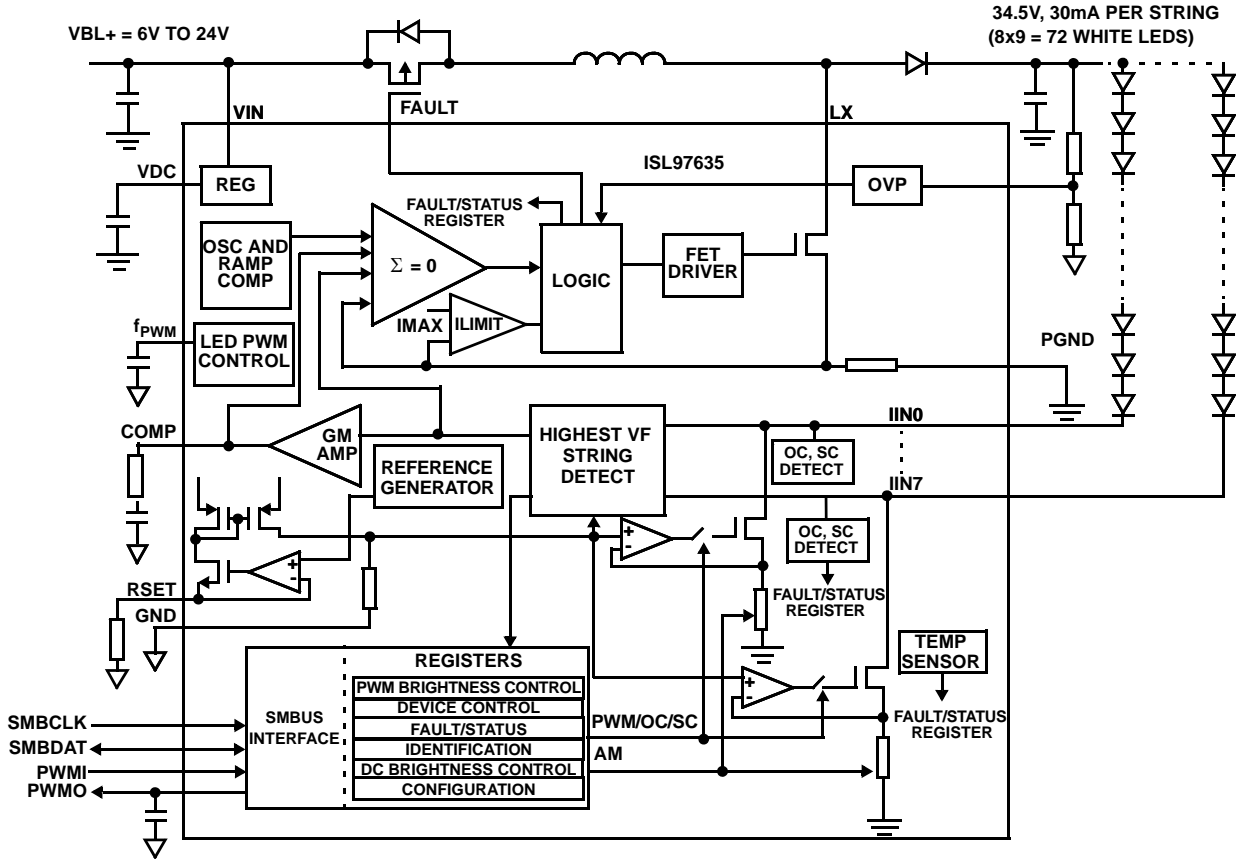 34.5V, 30mA PER STRING
(8x9 = 72 WHITE LEDS)
VBL+ = 6V TO 24V
FAULT
VIN
LX
ISL97635
VDC
REG
OVP
FAULT/STATUS
REGISTER
OSC AND
RAMP
COMP
Σ = 0
LOGIC
FET
DRIVER
IMAX
ILIMIT
fPWM
LED PWM
CONTROL
PGND
COMP
GM
AMP
HIGHEST VF
STRING
DETECT
IIN0
OC, SC
DETECT
REFERENCE
GENERATOR
IIN7
OC, SC
DETECT
+
-
+
-
RSET
GND
FAULT/STATUS
REGISTER
TEMP
SENSOR
REGISTERS
+
-
PWM BRIGHTNESS CONTROL
DEVICE CONTROL
FAULT/STATUS
REGISTER
SMBCLK
SMBUS
INTERFACE
FAULT/STATUS
PWM/OC/SC
SMBDAT
IDENTIFICATION
AM
PWMI
DC BRIGHTNESS CONTROL
PWMO
CONFIGURATION